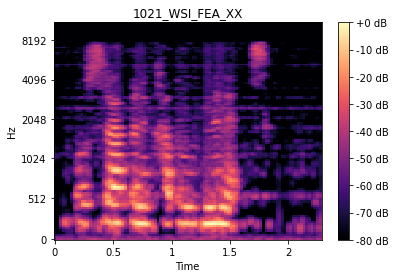 1021_WSI_FEA_XX
8192
4096
2048
1024
512
0
Hz
0
0.5
1
1.5
2
Time
+0 dB
-10 dB
-20 dB
-30 dB
-40 dB
-50 dB
-60 dB
-70 dB
-80 dB